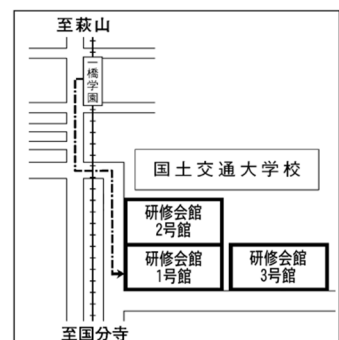 至萩山
一橋学園
国土交通大学校
研修会館
2号館
研修会館
1号館
研修会館
3号館
至国分寺